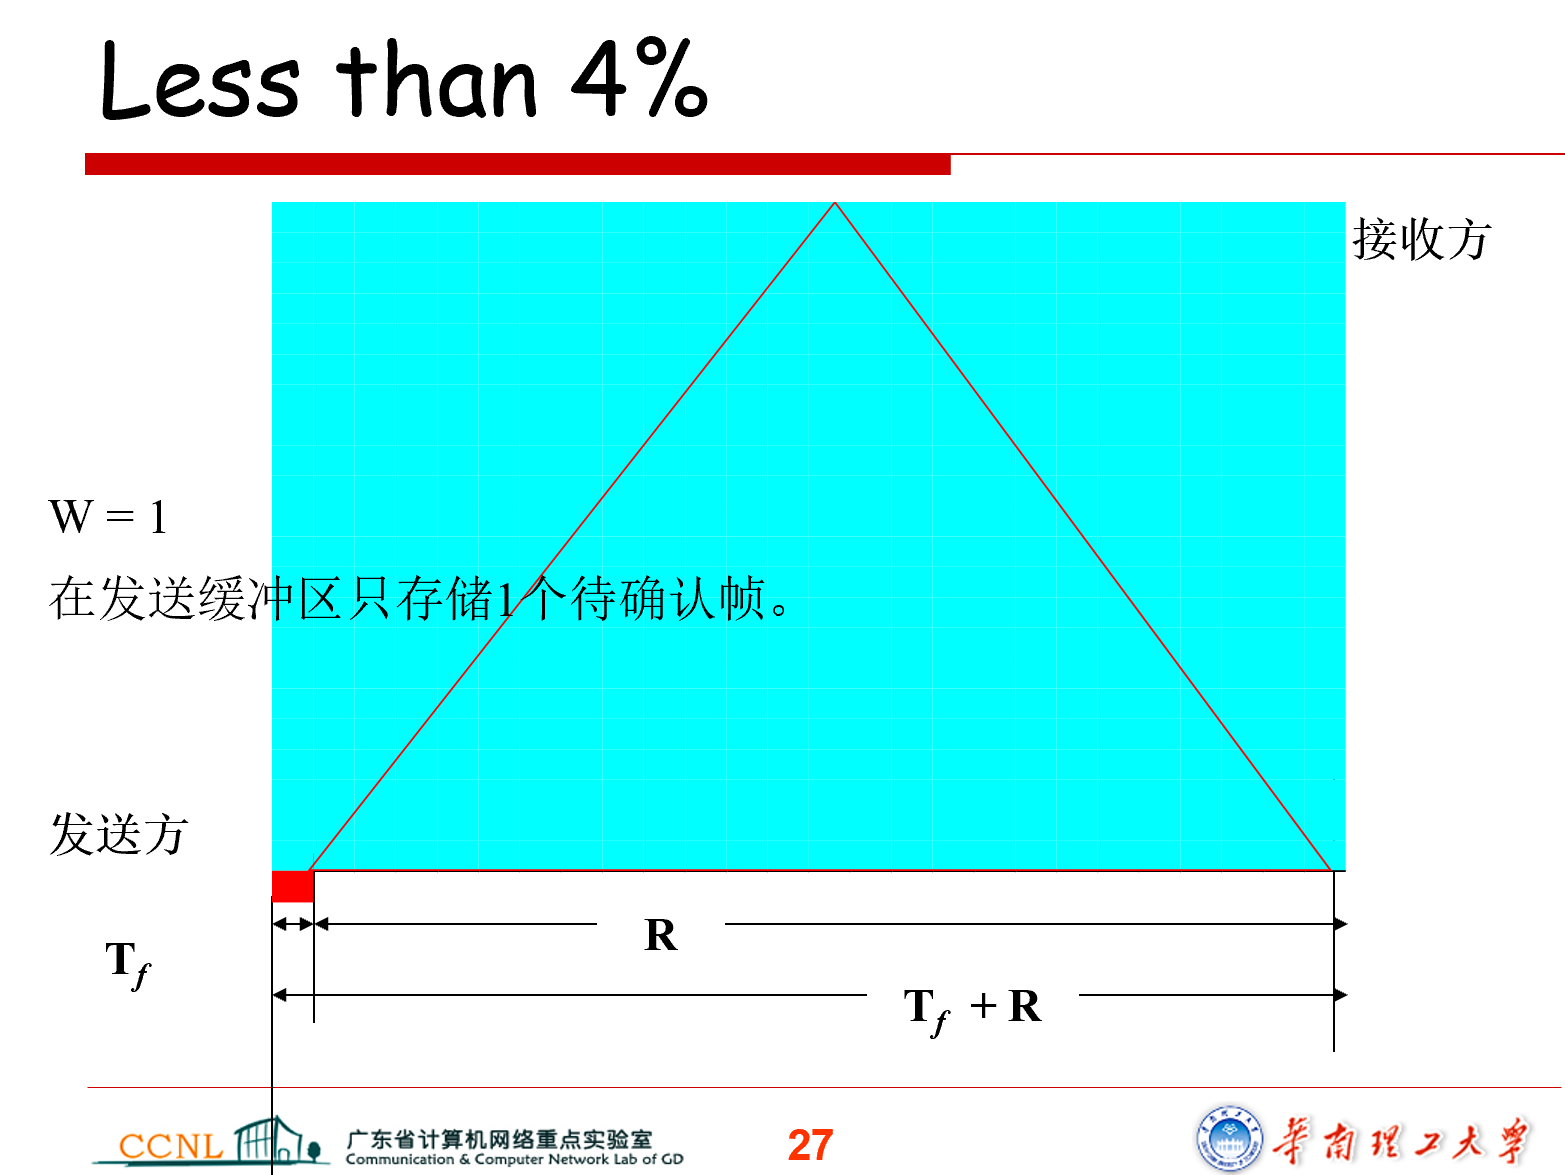 Less than 4%
接收方
W = 1
在发送缓冲区只存储1个待确认帧。
发送方
R
Tf
Tf + R
CCNL
广东省计算机网络重点实验室
Communication & Computer Network Lab of GD
27
华南理工大学